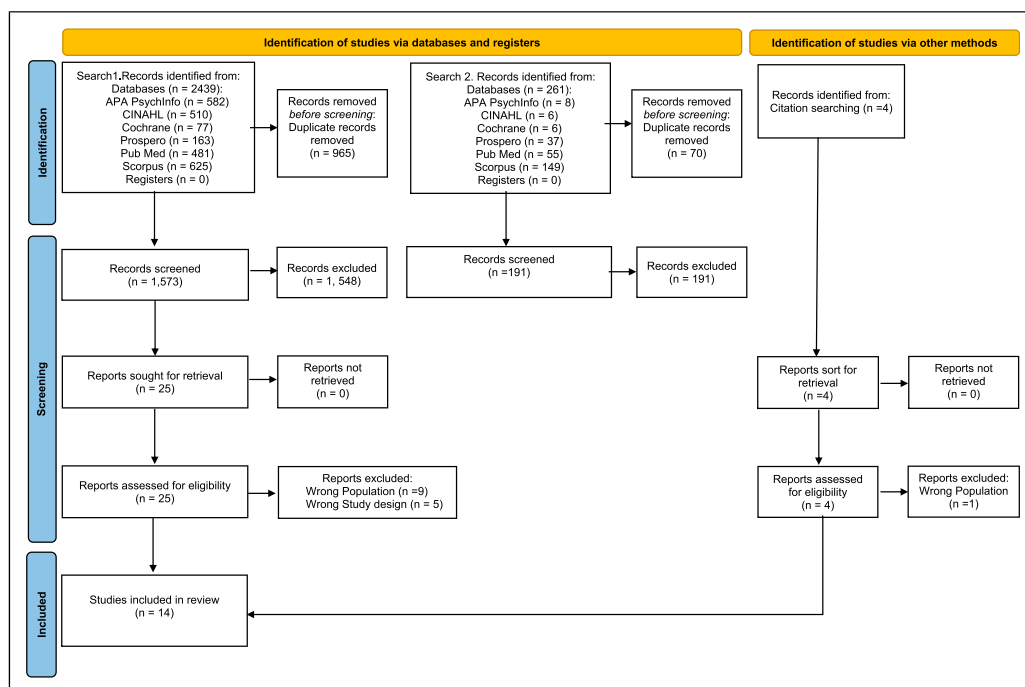 Identification of studies via databases and registers
Identification of studies via other methods
Identification
Search1.Records identified from:
Databases (n = 2439)
APA PsychInfo (n = 582)
CINAHL (n = 510)
Cochrane (n = 77)
Prospero (n = 163)
Pub Med (n = 481)
Scorpus (n = 625)
Registers (n = 0)
Records removed
before screening:
Duplicate records
removed
n = 965)
Search 2. Records identified from:
Databases (n = 261)
APA PsychInfo (n = 8)
CINAHL (n = 6)
Cochrane (n = 6)
Prospero (n = 37)
Pub Med (n = 55)
Scorpus (n = 149)
Registers (n = 0)
Records removed
before screening:
Duplicate records
removed
(n = 70)
Records identified from:
Citation searching (n =4)
Screening
Records screened
(n = 1,573)
Records excluded
(n = 1, 548)
Records screened
(n =191)
Records excluded
(n = 191)
Reports sought for retrieval
(n = 25)
Reports not
retrieved
(n = 0)
Reports sort for
retrieval
(n =4)
Reports not
retrieved
(n = 0)
Reports assessed for eligibility
(n = 25)
Reports excluded:
Wrong Population (n =9)
Wrong Study design (n = 5)
Reports assessed
for eligibility
(n = 4)
Reports excluded:
Wrong Population
(n =1)
Included
Studies included in review
(n = 14)